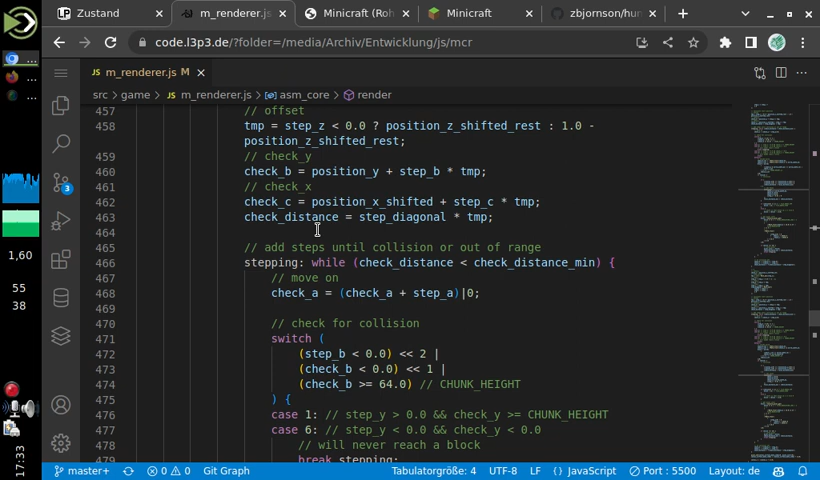 Zustand
m_renderer.js
Minicraft (Roh
Minicraft
zbjornson/hu
code.l3p3.de/?folder=/media/Archiv/Entwicklung/js/mcr
JS m_renderer.js M
src > game > JS m_renderer.js > asm_core > render
457 // offset
458 tmp = step_z < 0.0 ? position_z_shifted_rest : 1.0 -
position_z_shifted_rest;
459 // check_y
460 check_b = position_y + step_b * tmp;
461 // check_x
462 check_c = position_x_shifted + step_c * tmp;
463 check_distance = step_diagonal * tmp;
464
465 // add steps until collision or out of range
466 stepping: while (check_distance < check_distance_min) {
467 // move on
468 check_a = (check_a + step_a)|0;
469
470 // check for collision
471 switch (
472 (step_b < 0.0) << 2 |
473 (check_b < 0.0) << 1 |
474 (check_b >= 64.0) // CHUNK_HEIGHT
475 ) {
476 case 1: // step_y > 0.0 && check_y >= CHUNK_HEIGHT
477 case 6: // step_y < 0.0 && check_y < 0.0
478 // will never reach a block
479 break stepping;
3
1,60
55
38
17:33
master+
0
0
Git Graph
Tabulatorgröße: 4
UTF-8
LF
{} JavaScript
Port : 5500
Layout: de